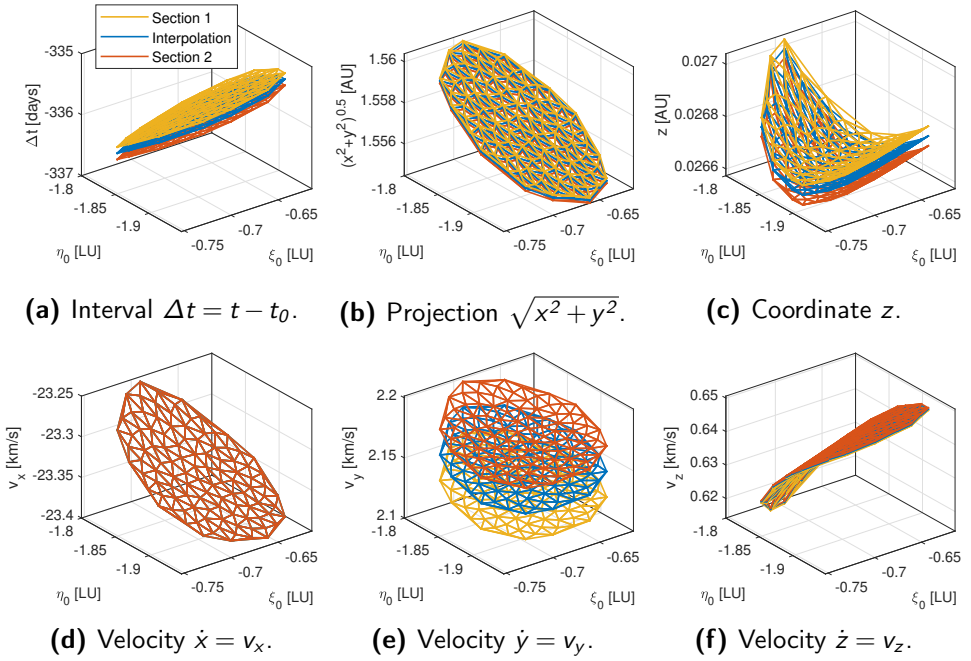 Section 1
Interpolation
Section 2
-335
-336
-337
Δt [days]
-1.8
-1.85
-1.9
η₀ [LU]
-0.75
-0.7
-0.65
ξ₀ [LU]
1.56
1.558
1.556
(x²+y²)^0.5 [AU]
-1.8
-1.85
-1.9
η₀ [LU]
-0.75
-0.7
-0.65
ξ₀ [LU]
0.027
0.0268
0.0266
z [AU]
-1.8
-1.85
-1.9
η₀ [LU]
-0.75
-0.7
-0.65
ξ₀ [LU]
(a) Interval Δt = t − t₀.
(b) Projection √x² + y².
(c) Coordinate z.
-23.25
-23.3
-23.35
-23.4
vₓ [km/s]
-1.8
-1.85
-1.9
η₀ [LU]
-0.75
-0.7
-0.65
ξ₀ [LU]
2.2
2.15
2.1
v_y [km/s]
-1.8
-1.85
-1.9
η₀ [LU]
-0.75
-0.7
-0.65
ξ₀ [LU]
0.65
0.64
0.63
0.62
v_z [km/s]
-1.8
-1.85
-1.9
η₀ [LU]
-0.75
-0.7
-0.65
ξ₀ [LU]
(d) Velocity ẋ = vₓ.
(e) Velocity ẏ = v_y.
(f) Velocity ż = v_z.